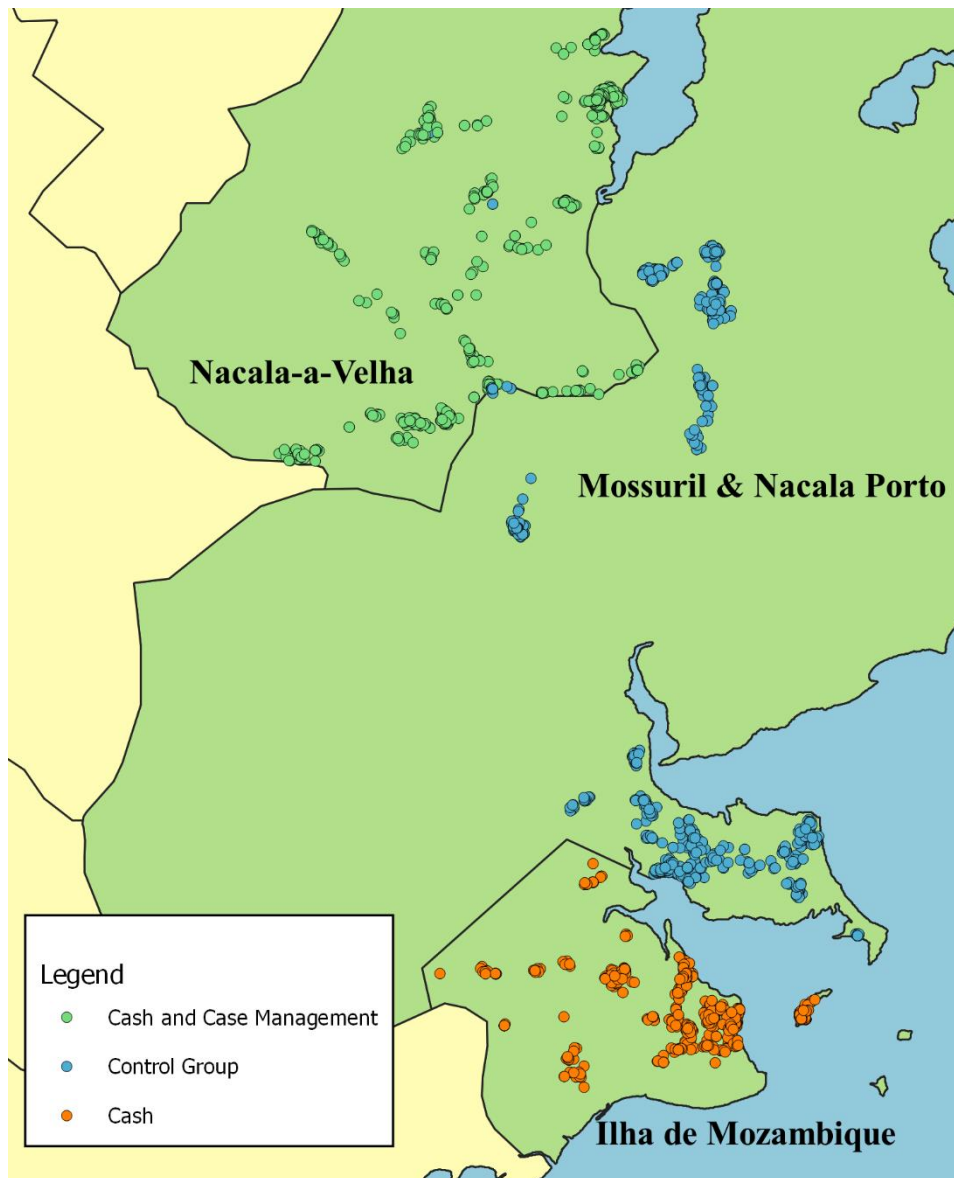 Nacala-a-Velha
Mossuril & Nacala Porto
Legend
Cash and Case Management
Control Group
Cash
Ilha de Mozambique